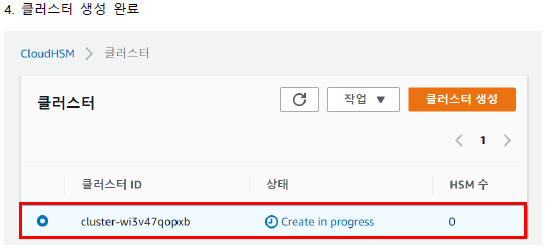 4. 클러스터 생성 완료
CloudHSM > 클러스터
클러스터 작업 ▼ 클러스터 생성
< 1 >
클러스터 ID 상태 HSM 수
cluster-wi3v47qopxb Create in progress 0